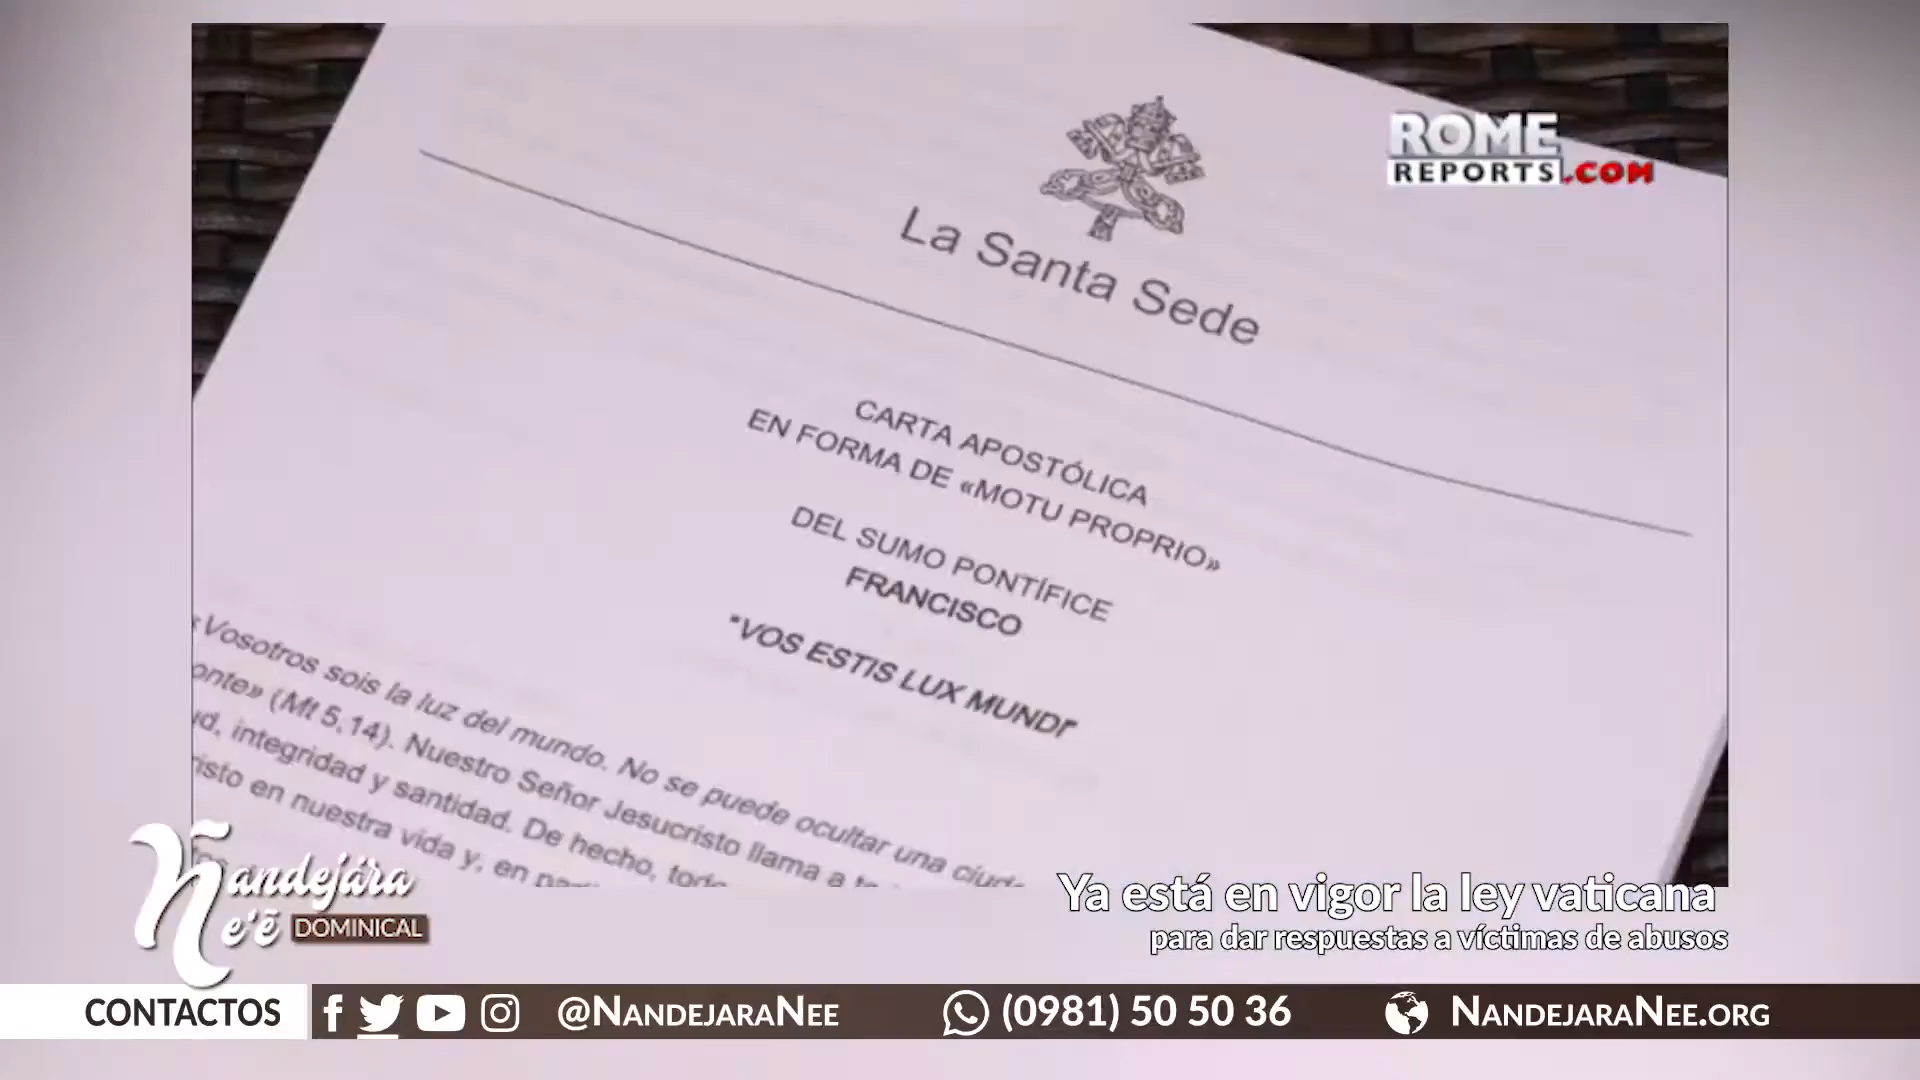 ROME
REPORTS.COM
La Santa Sede
CARTA APOSTÓLICA
EN FORMA DE «MOTU PROPRIO»
DEL SUMO PONTÍFICE
FRANCISCO
"VOS ESTIS LUX MUNDI"
«Vosotros sois la luz del mundo. No se puede ocultar una
(Mt 5,14). Nuestro Señor Jesucristo llama a
integridad y santidad. De hecho,
en nuestra vida y, en
Ñandejára
Ñe'ẽ DOMINICAL
Ya está en vigor la ley vaticana
para dar respuestas a víctimas de abusos
CONTACTOS @NANDEJARANEE (0981) 50 50 36 NANDEJARANEE.ORG